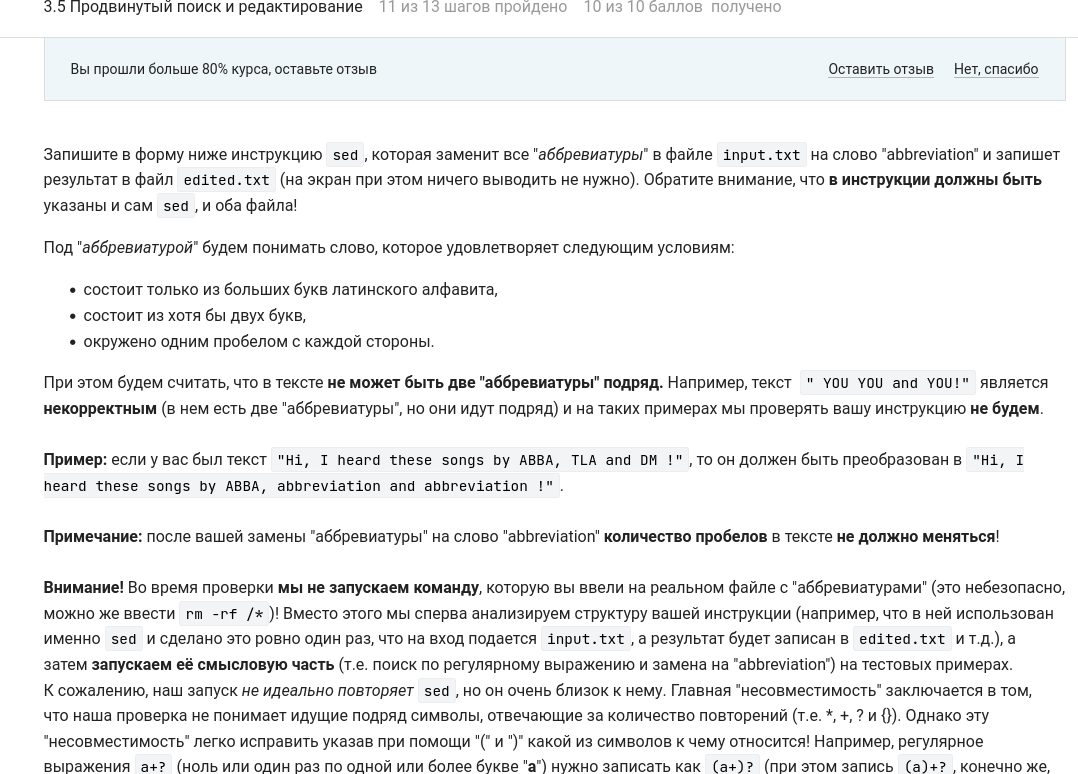 3.5 Продвинутый поиск и редактирование 11 из 13 шагов пройдено 10 из 10 баллов получено
Вы прошли больше 80% курса, оставьте отзыв Оставить отзыв Нет, спасибо
Запишите в форму ниже инструкцию sed, которая заменит все "аббревиатуры" в файле input.txt на слово "abbreviation" и запишет
результат в файл edited.txt (на экран при этом ничего выводить не нужно). Обратите внимание, что в инструкции должны быть
указаны и сам sed, и оба файла!
Под "аббревиатурой" будем понимать слово, которое удовлетворяет следующим условиям:
• состоит только из больших букв латинского алфавита,
• состоит из хотя бы двух букв,
• окружено одним пробелом с каждой стороны.
При этом будем считать, что в тексте не может быть две "аббревиатуры" подряд. Например, текст " YOU YOU and YOU!" является
некорректным (в нем есть две "аббревиатуры", но они идут подряд) и на таких примерах мы проверять вашу инструкцию не будем.
Пример: если у вас был текст "Hi, I heard these songs by ABBA, TLA and DM !", то он должен быть преобразован в "Hi, I
heard these songs by ABBA, abbreviation and abbreviation !".
Примечание: после вашей замены "аббревиатуры" на слово "abbreviation" количество пробелов в тексте не должно меняться!
Внимание! Во время проверки мы не запускаем команду, которую вы ввели на реальном файле с "аббревиатурами" (это небезопасно,
можно же ввести rm -rf /* )! Вместо этого мы сперва анализируем структуру вашей инструкции (например, что в ней использован
именно sed и сделано это ровно один раз, что на вход подается input.txt, а результат будет записан в edited.txt и т.д.), а
затем запускаем её смысловую часть (т.е. поиск по регулярному выражению и замена на "abbreviation") на тестовых примерах.
К сожалению, наш запуск не идеально повторяет sed, но он очень близок к нему. Главная "несовместимость" заключается в том,
что наша проверка не понимает идущие подряд символы, отвечающие за количество повторений (т.е. *, +, ? и {}). Однако эту
"несовместимость" легко исправить указав при помощи "(" и ")" какой из символов к чему относится! Например, регулярное
выражения a+? (ноль или один раз по одной или более букве "a") нужно записать как (a+)? (при этом запись (a)+?, конечно же,